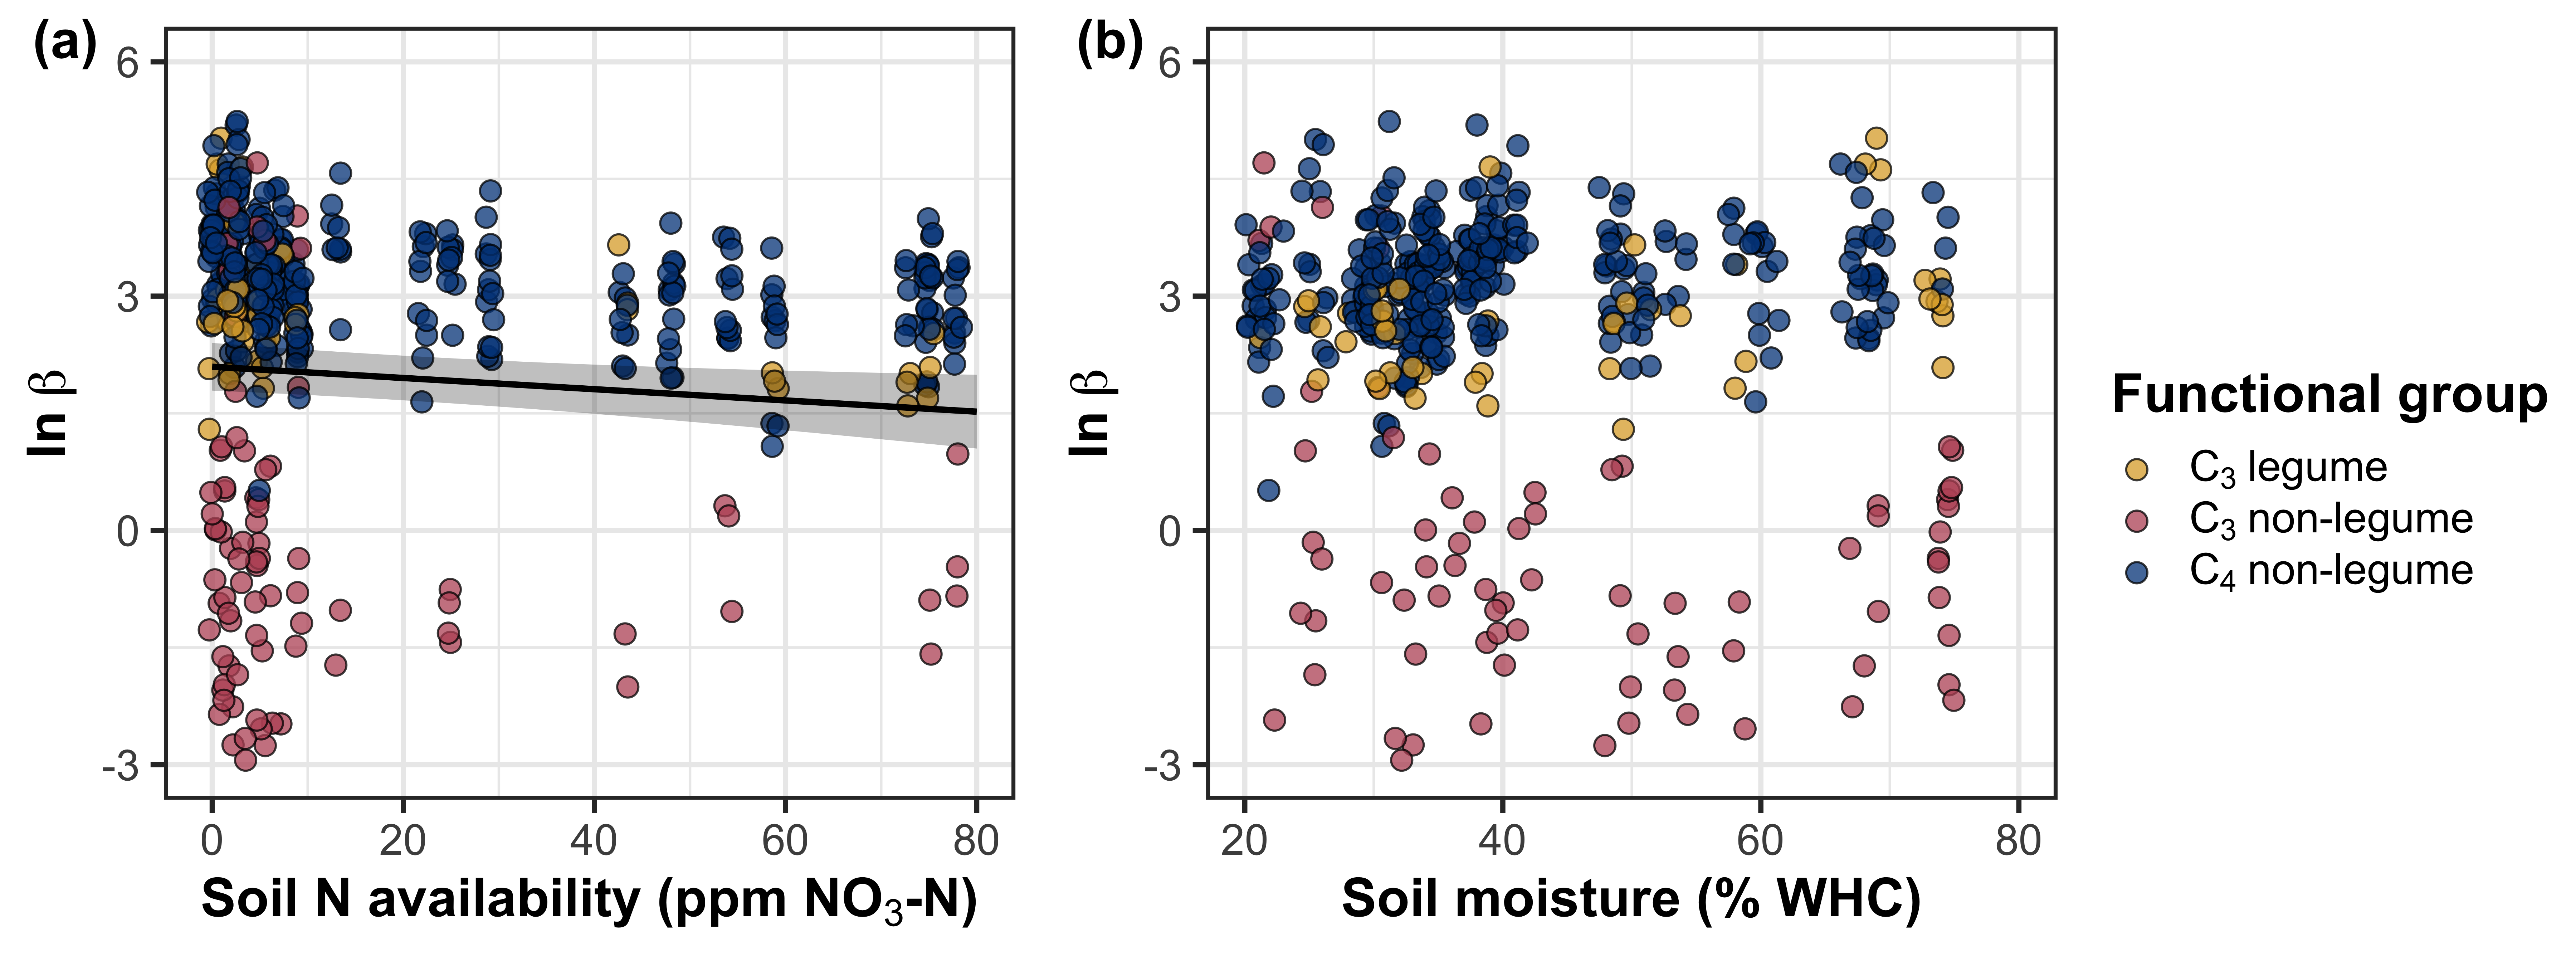 (a)
6
3
0
-3
ln β
0 20 40 60 80
Soil N availability (ppm NO₃-N)
(b)
6
3
0
-3
ln β
20 40 60 80
Soil moisture (% WHC)
Functional group
C₃ legume
C₃ non-legume
C₄ non-legume